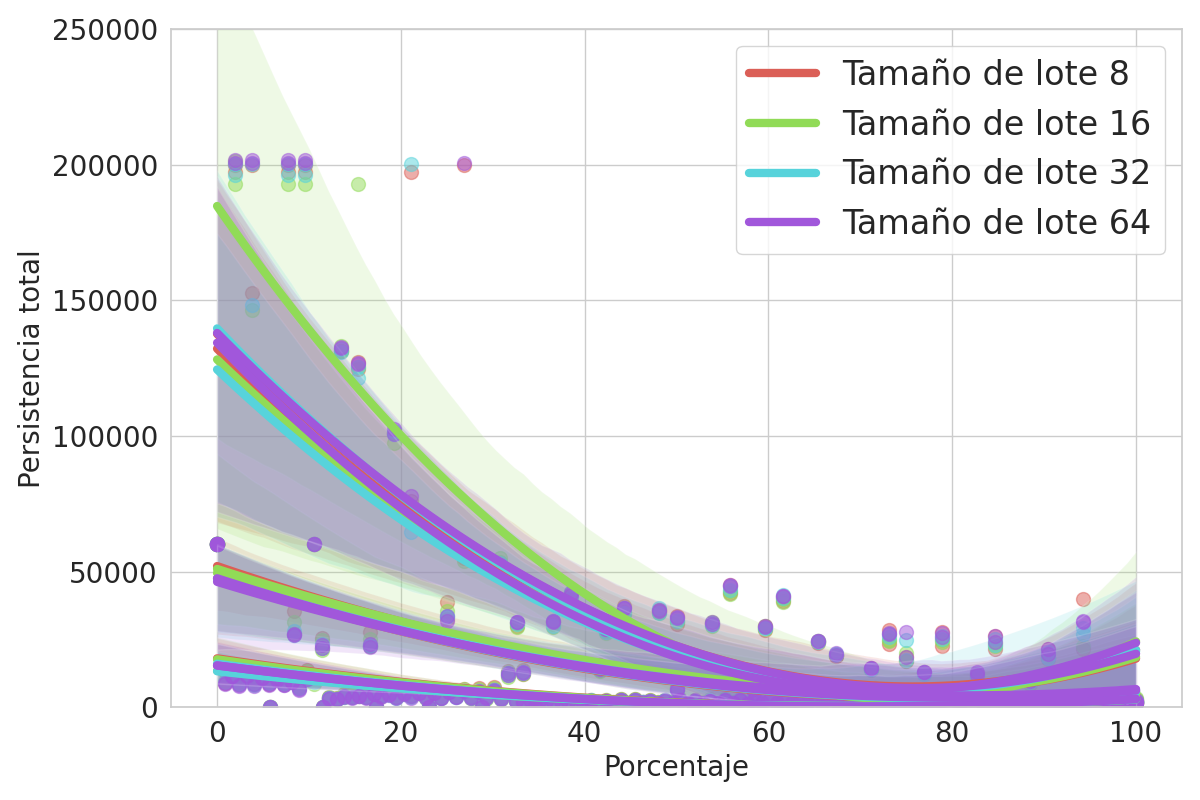 250000
200000
150000
100000
50000
0
Persistencia total
Tamaño de lote 8
Tamaño de lote 16
Tamaño de lote 32
Tamaño de lote 64
0 20 40 60 80 100
Porcentaje